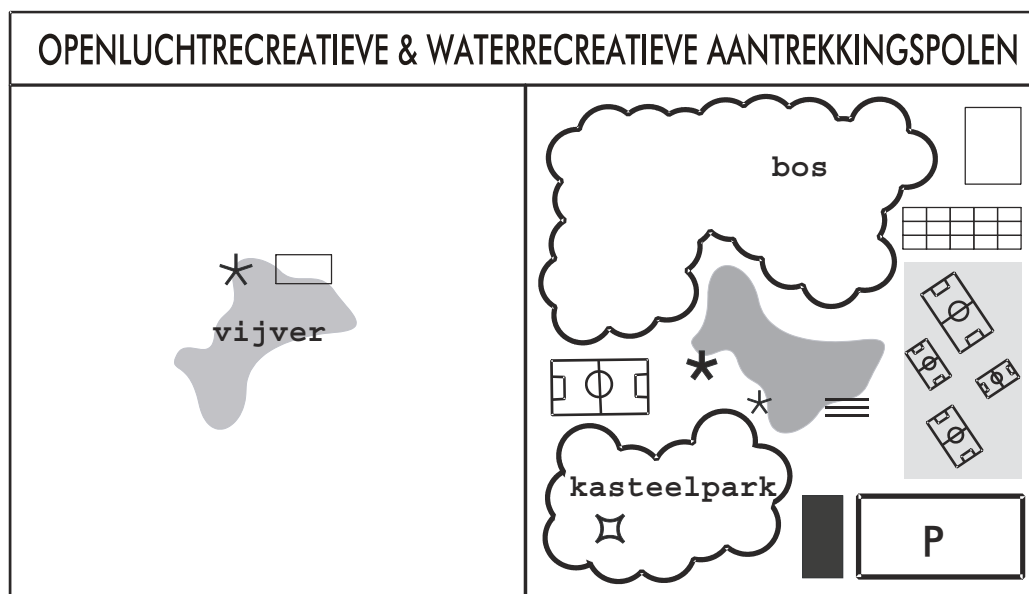 OPENLUCHTRECREATIEVE & WATERRECREATIEVE AANTREKKINGSPOLEN
vijver
bos
kasteelpark
P